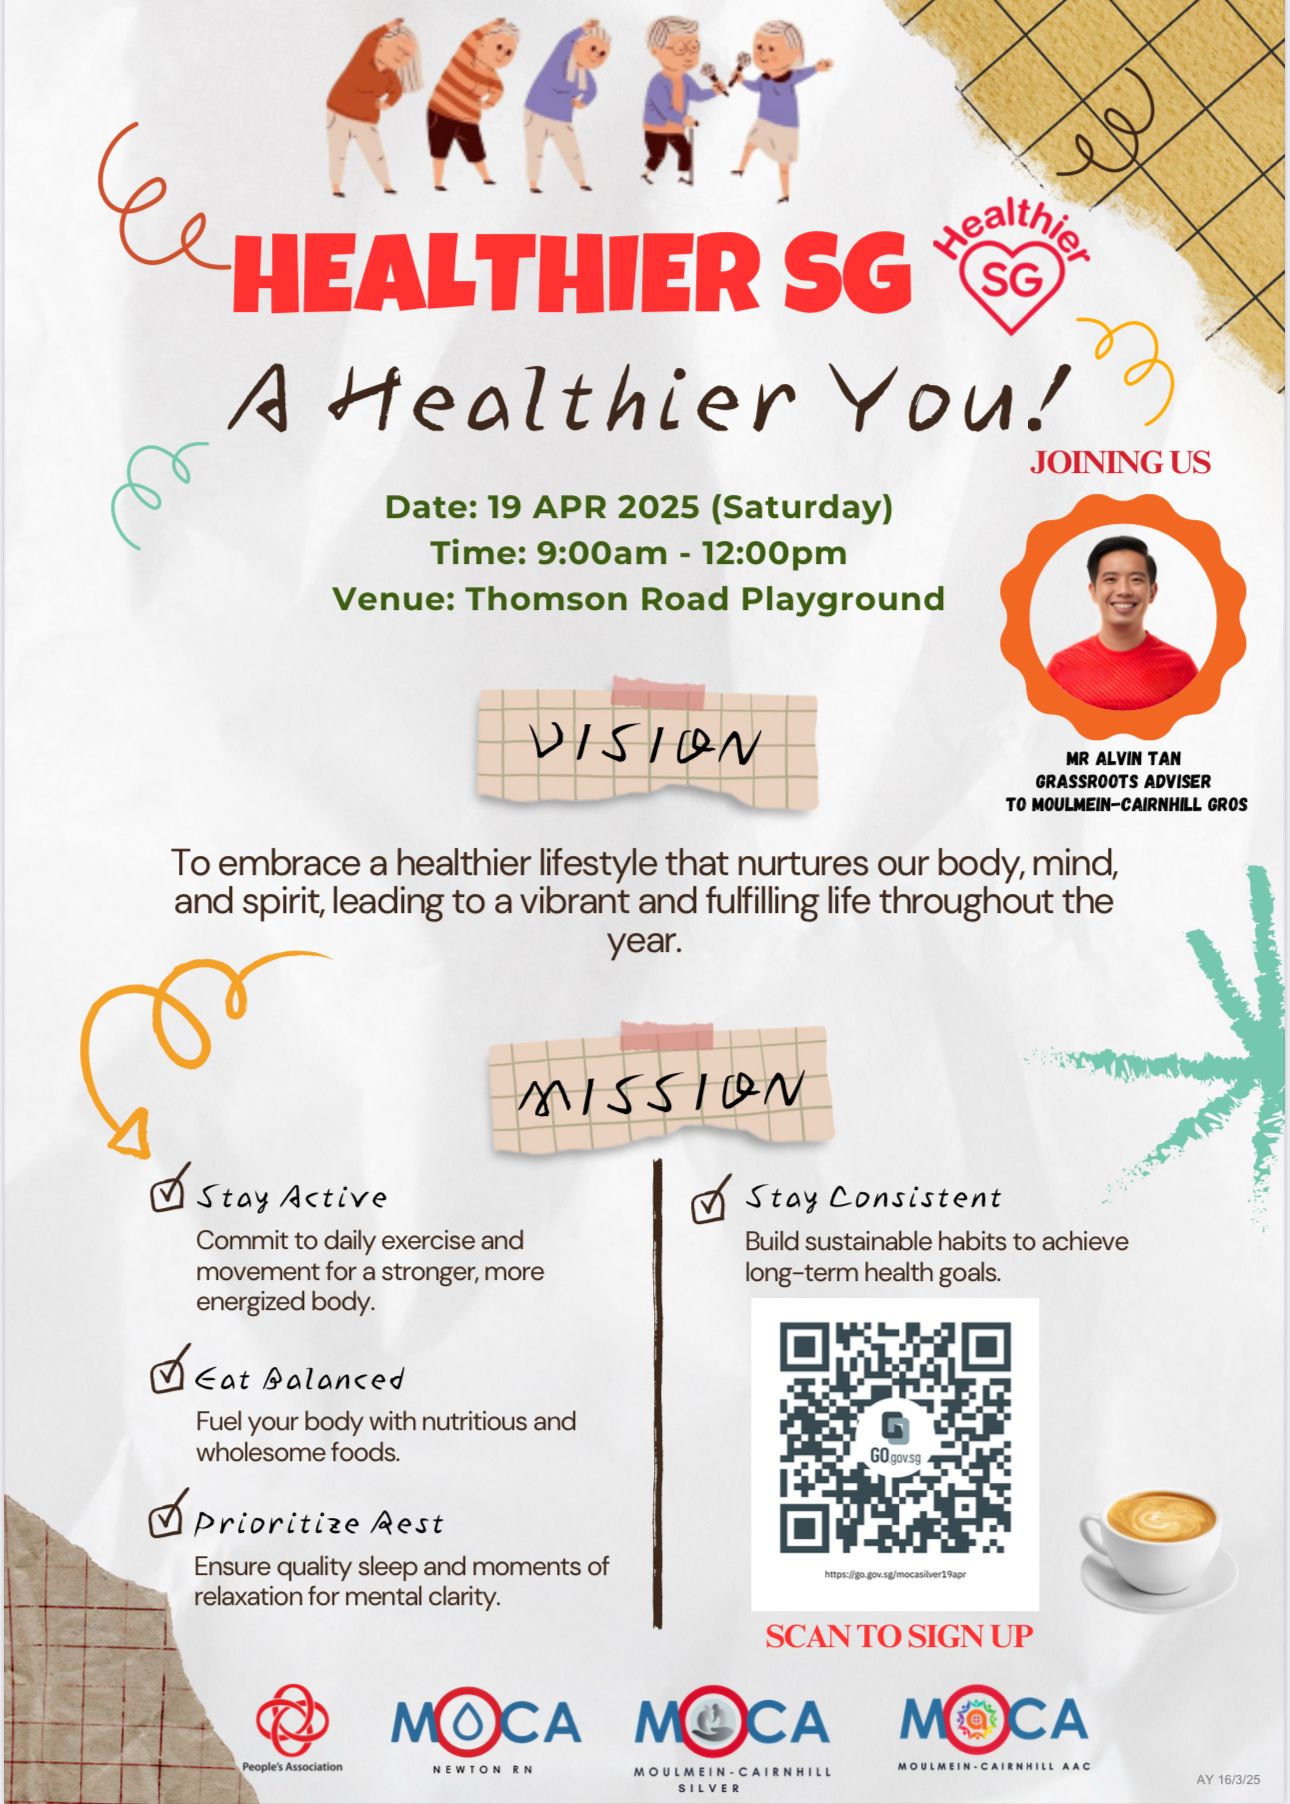 HEALTHIER SG
Healthier
SG
A Healthier You!
JOINING US
Date: 19 APR 2025 (Saturday)
Time: 9:00am - 12:00pm
Venue: Thomson Road Playground
MR ALVIN TAN
GRASSROOTS ADVISER
TO MOULMEIN-CAIRNHILL GROS
VISION
To embrace a healthier lifestyle that nurtures our body, mind,
and spirit, leading to a vibrant and fulfilling life throughout the
year.
MISSION
Stay Active
Commit to daily exercise and
movement for a stronger, more
energized body.
Eat Balanced
Fuel your body with nutritious and
wholesome foods.
Prioritize Rest
Ensure quality sleep and moments of
relaxation for mental clarity.
Stay Consistent
Build sustainable habits to achieve
long-term health goals.
GO.gov.sg
https://go.gov.sg/mocasilver19apr
SCAN TO SIGN UP
People's Association
MOCA
NEWTON RN
MOCA
MOULMEIN-CAIRNHILL
SILVER
MOCA
MOULMEIN-CAIRNHILL AAC
AY 16/3/25